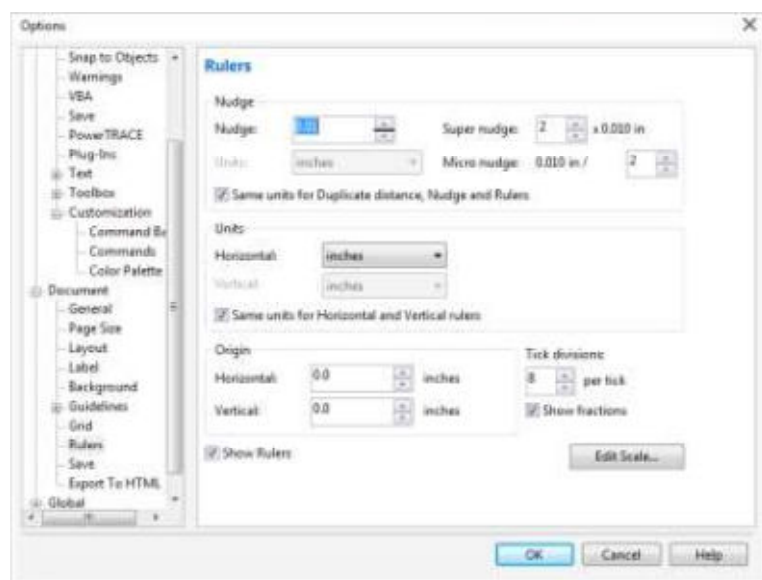 Options
Snap to Objects
Warnings
VBA
Save
PowerTRACE
Plug-Ins
Text
Toolbox
Customization
Command Ba
Commands
Color Palette
Document
General
Page Size
Layout
Label
Background
Guidelines
Grid
Rulers
Save
Export To HTML
Global
Rulers
Nudge
Nudge: 0.01 Super nudge: 2 x 0.010 in
Units: inches Micro nudge: 0.010 in / 2
Same units for Duplicate distance, Nudge and Rulers
Units
Horizontal: inches
Vertical: inches
Same units for Horizontal and Vertical rulers
Origin
Horizontal: 0.0 inches
Vertical: 0.0 inches
Tick divisions:
8 per tick
Show fractions
Show Rulers
Edit Scale...
OK Cancel Help